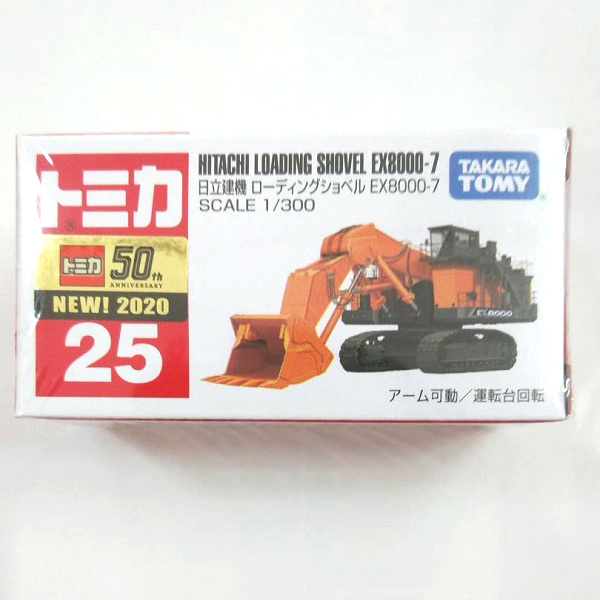 トミカ
®
トミカ 50th
ANNIVERSARY
NEW! 2020
25
HITACHI LOADING SHOVEL EX8000-7
日立建機 ローディングショベル EX8000-7
SCALE 1/300
TAKARA
TOMY
EX8000
アーム可動／運転台回転